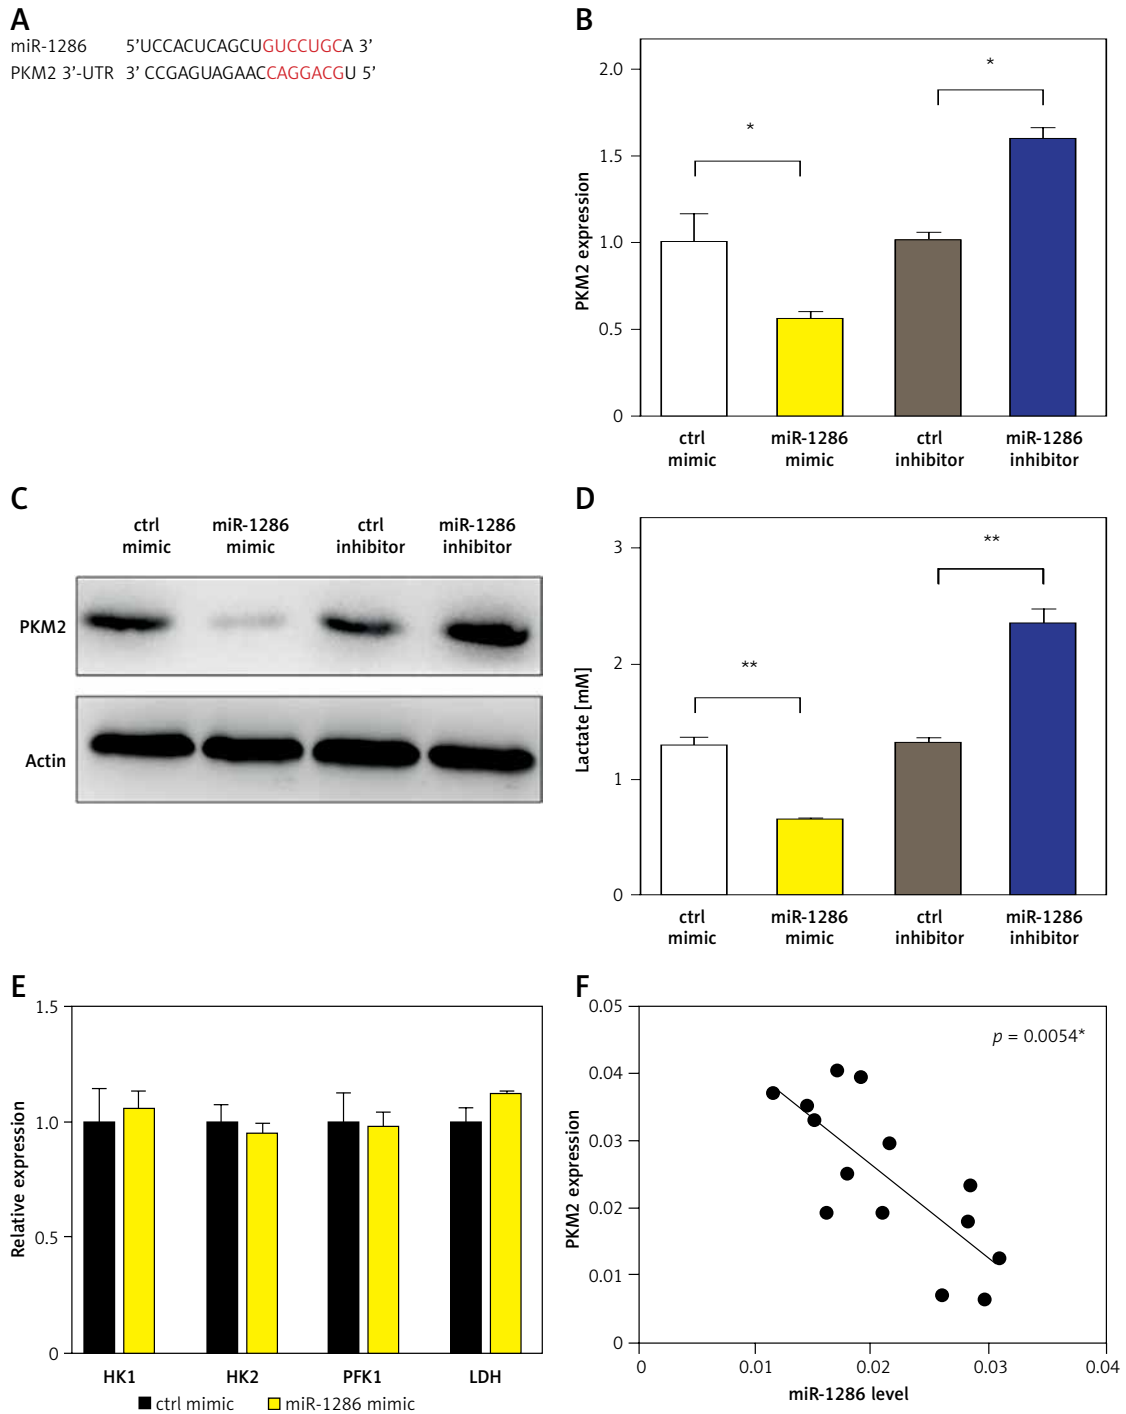 A
miR-1286 5’UCCACUCAGCUGUCCUGCA 3’
PKM2 3’-UTR 3’ CCGAGUAGAACCAGGACGU 5’
B
PKM2 expression
2.0
1.5
1.0
0.5
0
*
*
ctrl mimic
miR-1286 mimic
ctrl inhibitor
miR-1286 inhibitor
C
ctrl mimic
miR-1286 mimic
ctrl inhibitor
miR-1286 inhibitor
PKM2
Actin
D
Lactate [mM]
3
2
1
0
**
**
ctrl mimic
miR-1286 mimic
ctrl inhibitor
miR-1286 inhibitor
E
Relative expression
1.5
1.0
0.5
0
HK1 HK2 PFK1 LDH
ctrl mimic miR-1286 mimic
F
PKM2 expression
0.05
0.04
0.03
0.02
0.01
0
p = 0.0054*
0 0.01 0.02 0.03 0.04
miR-1286 level